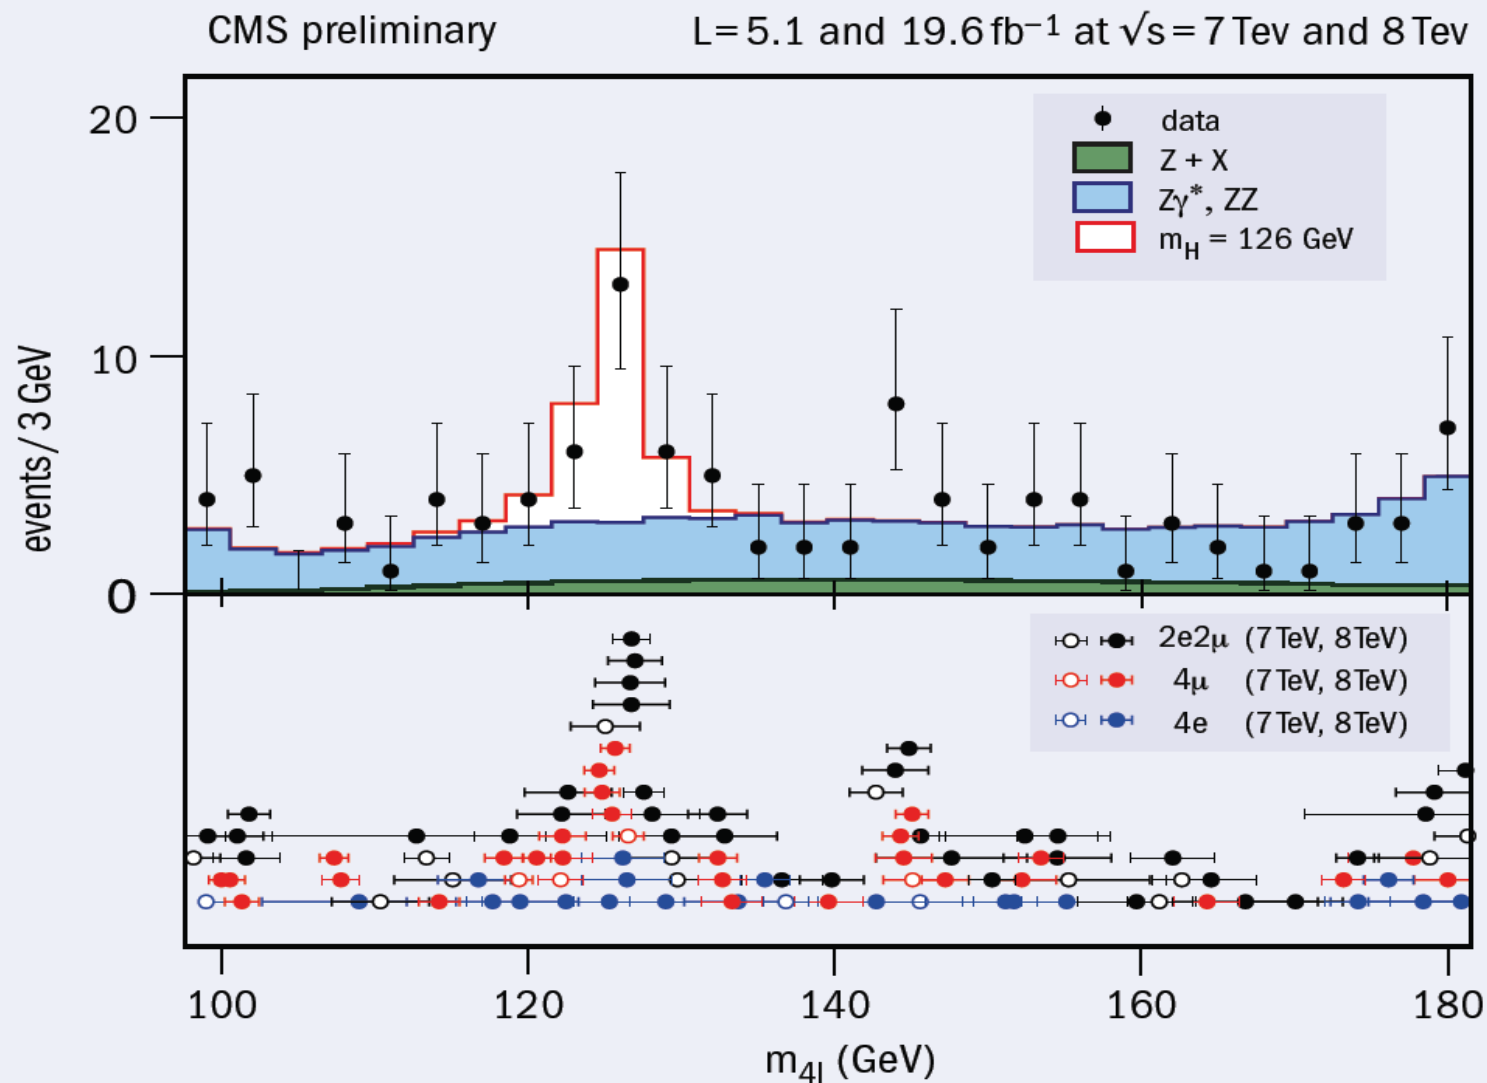 CMS preliminary
L=5.1 and 19.6 fb⁻¹ at √s=7 Tev and 8 Tev
20
10
0
events/3 GeV
data
Z + X
Zγ*, ZZ
m_H = 126 GeV
2e2μ (7 TeV, 8 TeV)
4μ (7 TeV, 8 TeV)
4e (7 TeV, 8 TeV)
100 120 140 160 180
m_4l (GeV)